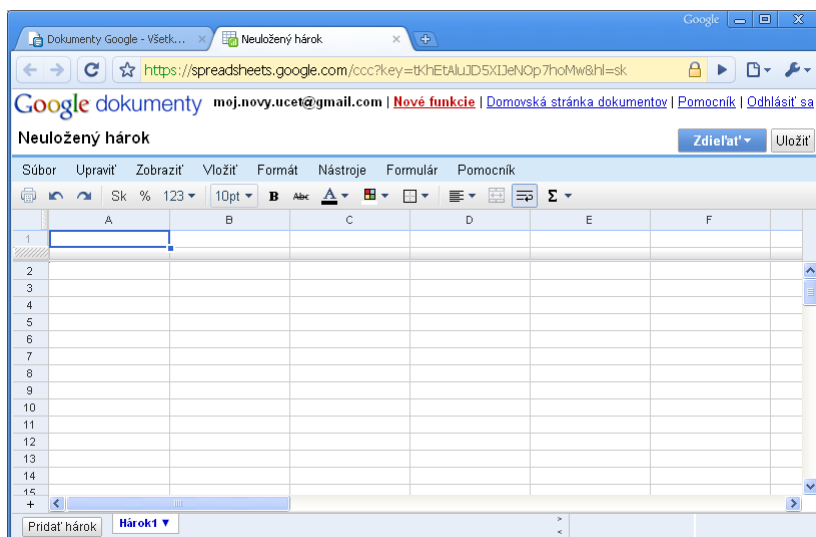 Google
Dokumenty Google - Všetk...
Neuložený hárok
https://spreadsheets.google.com/ccc?key=tKhEtAluJD5XIJeNOp7hoMw&hl=sk
Google dokumenty moj.novy.ucet@gmail.com | Nové funkcie | Domovská stránka dokumentov | Pomocník | Odhlásiť sa
Neuložený hárok Zdieľať Uložiť
Súbor Upraviť Zobraziť Vložiť Formát Nástroje Formulár Pomocník
Sk % 123 10pt B Abc A Σ
A B C D E F
1
2
3
4
5
6
7
8
9
10
11
12
13
14
15
Pridať hárok Hárok1